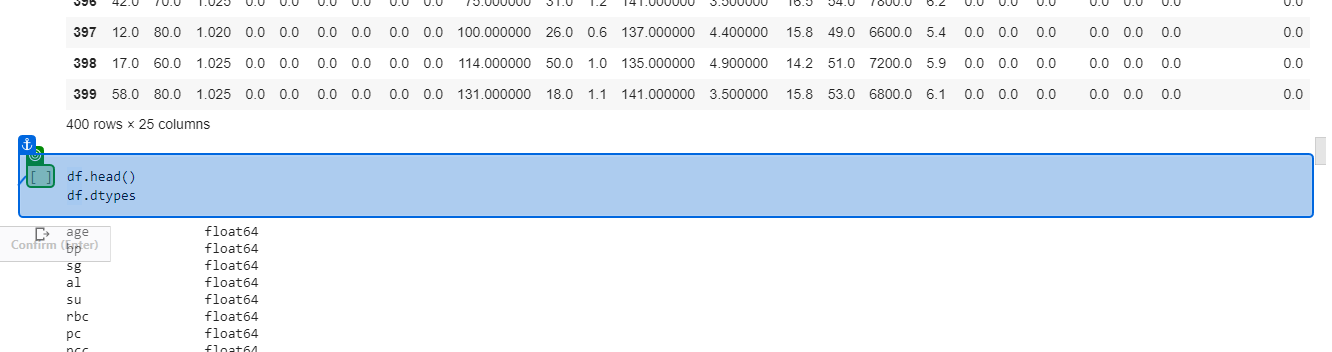 396 42.0 70.0 1.025 0.0 0.0 0.0 0.0 0.0 0.0 75.000000 31.0 1.2 141.000000 3.500000 16.5 54.0 7800.0 6.2 0.0 0.0 0.0 0.0 0.0 0.0 0.0
397 12.0 80.0 1.020 0.0 0.0 0.0 0.0 0.0 0.0 100.000000 26.0 0.6 137.000000 4.400000 15.8 49.0 6600.0 5.4 0.0 0.0 0.0 0.0 0.0 0.0 0.0
398 17.0 60.0 1.025 0.0 0.0 0.0 0.0 0.0 0.0 114.000000 50.0 1.0 135.000000 4.900000 14.2 51.0 7200.0 5.9 0.0 0.0 0.0 0.0 0.0 0.0 0.0
399 58.0 80.0 1.025 0.0 0.0 0.0 0.0 0.0 0.0 131.000000 18.0 1.1 141.000000 3.500000 15.8 53.0 6800.0 6.1 0.0 0.0 0.0 0.0 0.0 0.0 0.0
400 rows × 25 columns
[ ] df.head()
df.dtypes
age float64
Confirm (Enter)
bp float64
sg float64
al float64
su float64
rbc float64
pc float64
pcc float64